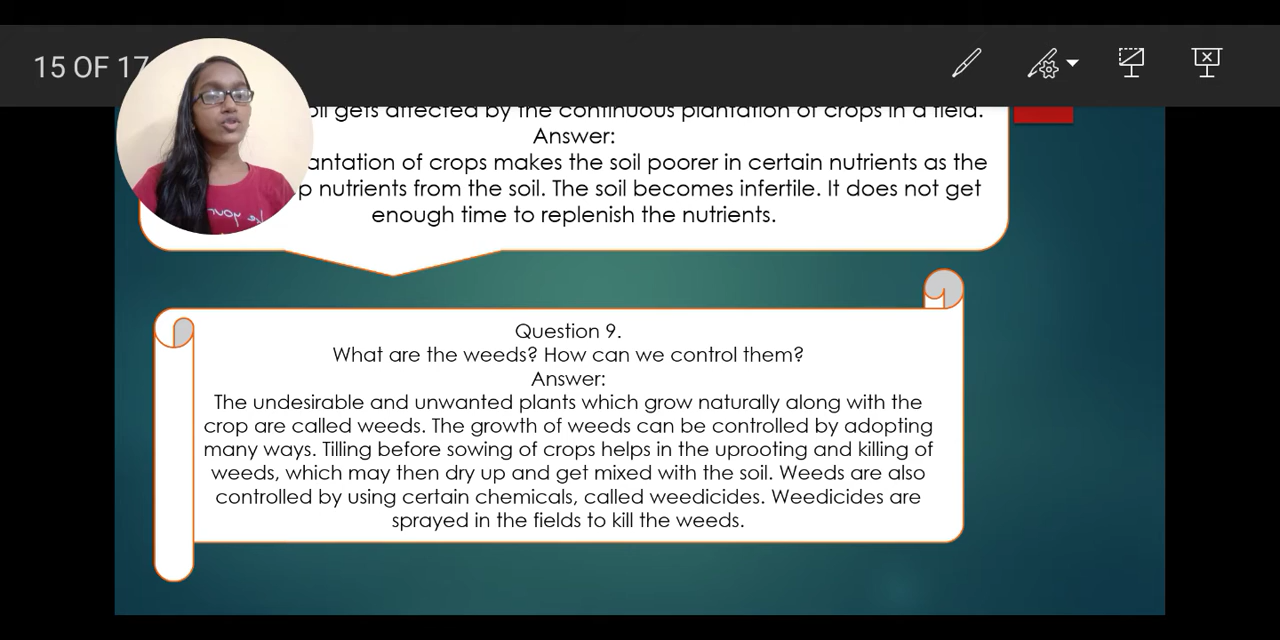 15 OF 17
soil gets affected by the continuous plantation of crops in a field.
Answer:
plantation of crops makes the soil poorer in certain nutrients as the
nutrients from the soil. The soil becomes infertile. It does not get
enough time to replenish the nutrients.
Question 9.
What are the weeds? How can we control them?
Answer:
The undesirable and unwanted plants which grow naturally along with the
crop are called weeds. The growth of weeds can be controlled by adopting
many ways. Tilling before sowing of crops helps in the uprooting and killing of
weeds, which may then dry up and get mixed with the soil. Weeds are also
controlled by using certain chemicals, called weedicides. Weedicides are
sprayed in the fields to kill the weeds.